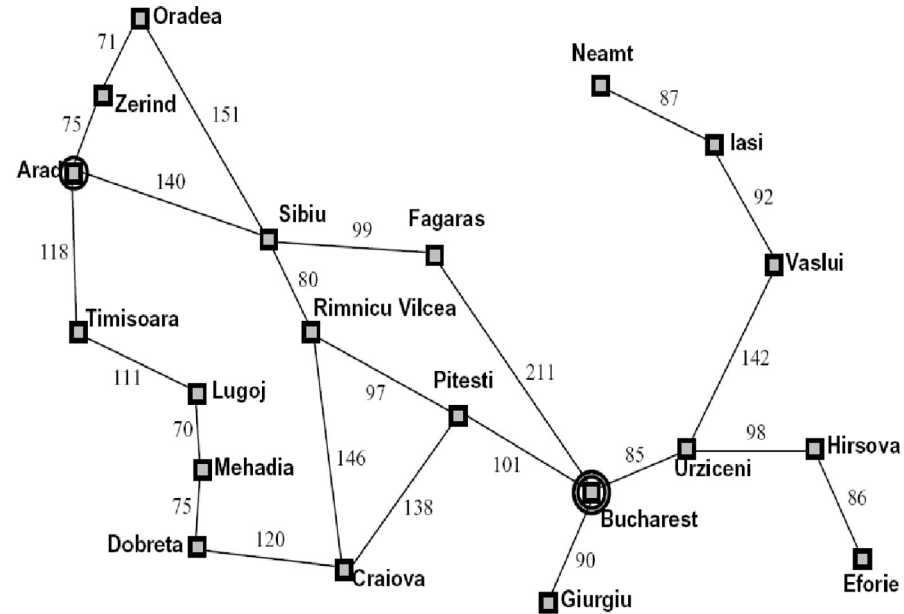 Oradea
71
Neamt
87
Zerind
151
75
Iasi
Arad
140
92
Sibiu
Fagaras
99
118
Vaslui
80
Timisoara
Rimnicu Vilcea
142
111
211
Lugoj
97
Pitesti
70
98
Hirsova
146
85
Mehadia
101
Urziceni
75
138
86
Bucharest
Dobreta
120
90
Craiova
Eforie
Giurgiu